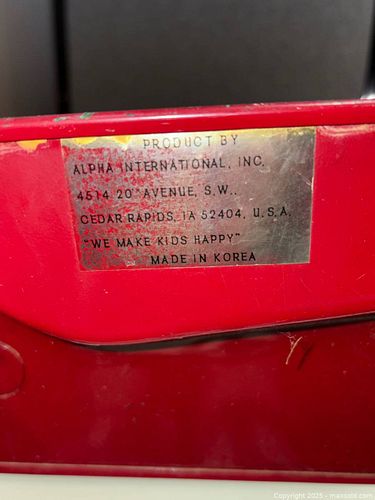 PRODUCT BY
ALPHA INTERNATIONAL, INC.
4514 20" AVENUE, S.W.,
CEDAR RAPIDS, IA 52404, U.S.A.
"WE MAKE KIDS HAPPY"
MADE IN KOREA
Copyright 2025 - maxsold.com